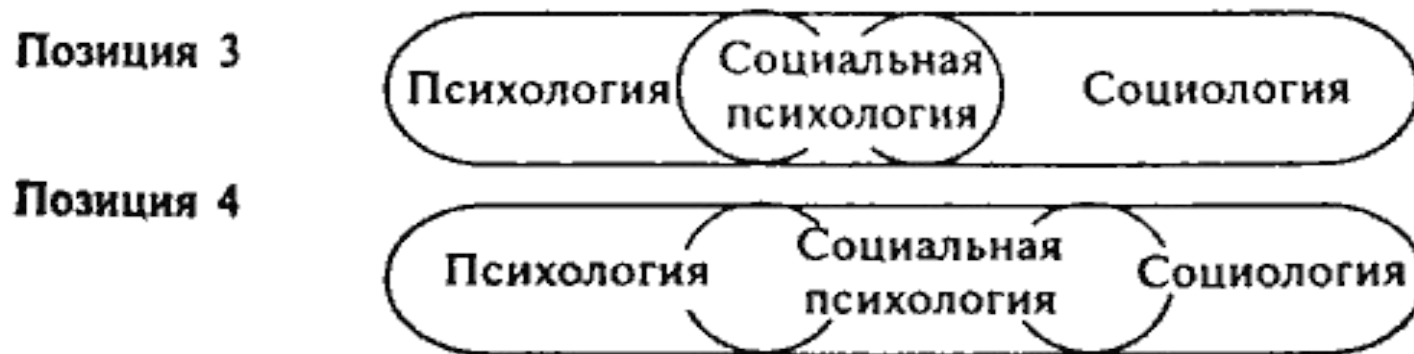 Позиция 3
Психология
Социальная
психология
Социология
Позиция 4
Психология
Социальная
психология
Социология